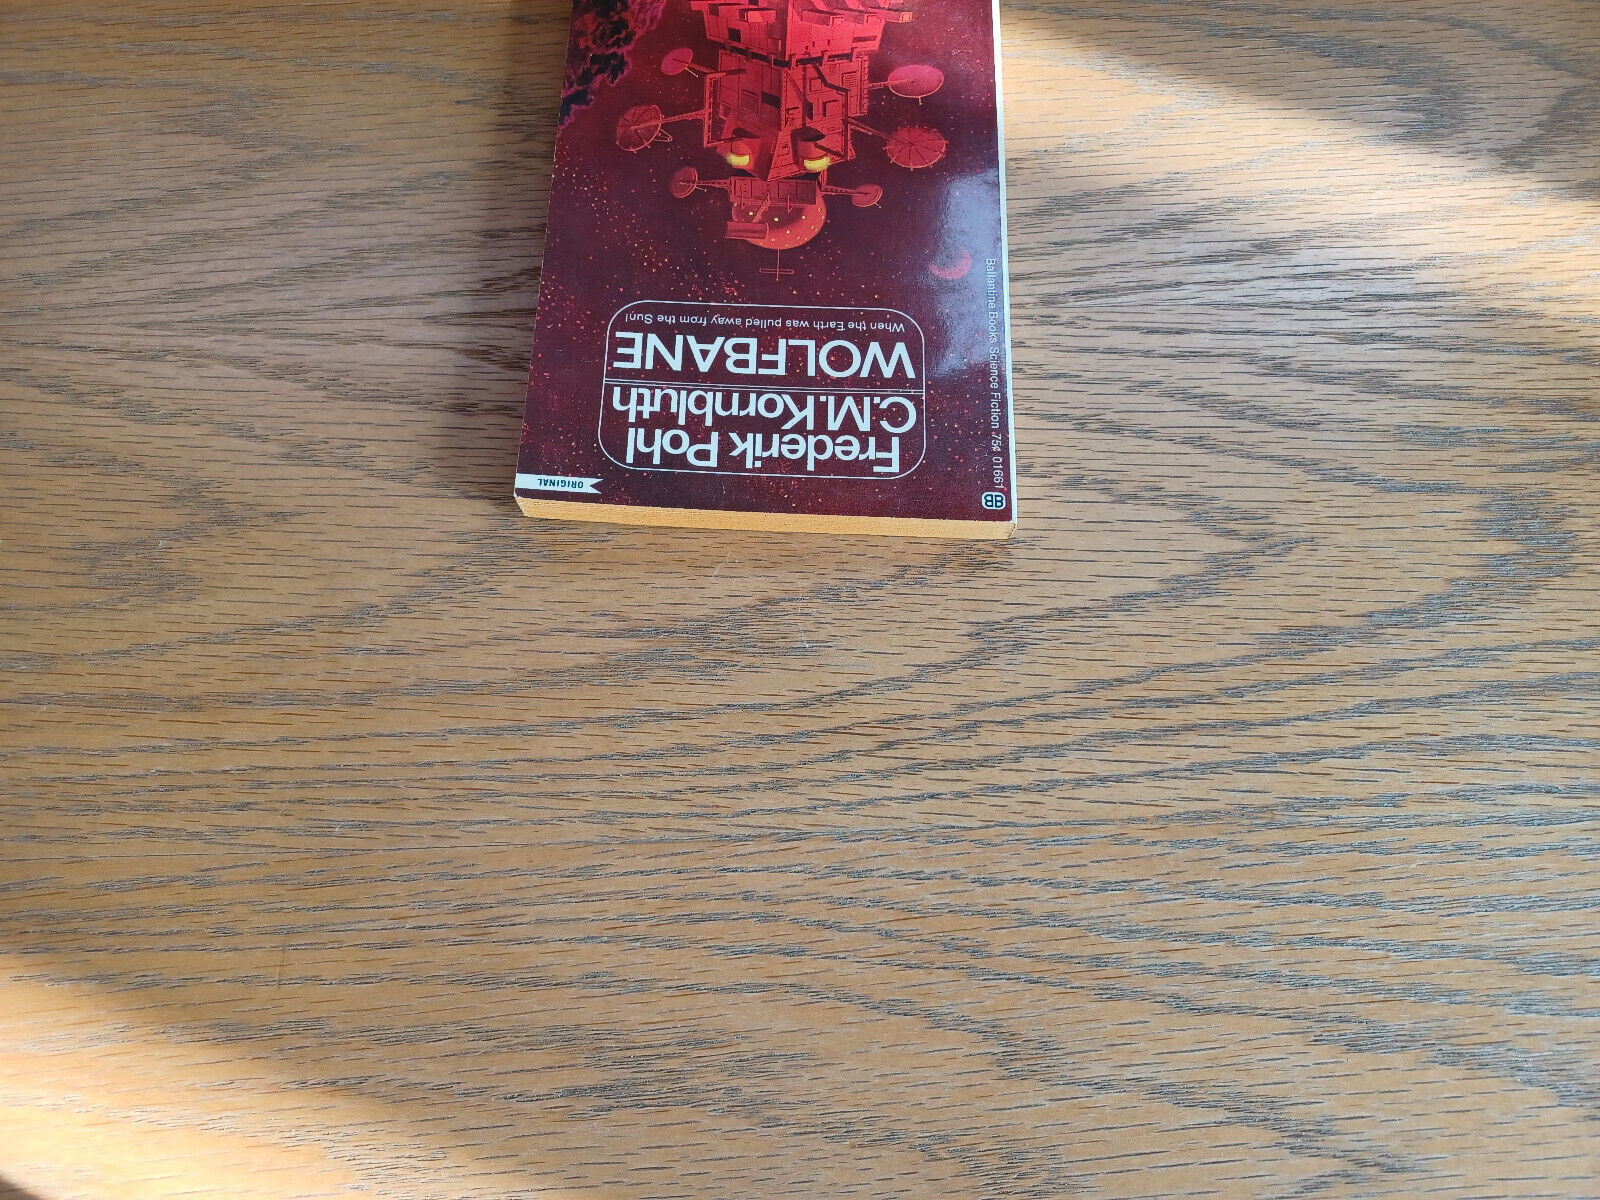 ORIGINAL
Frederik Pohl
C.M.Kornbluth
WOLFBANE
When the Earth was pulled away from the Sun!
BB
Ballantine Books Science Fiction 75¢ 01661